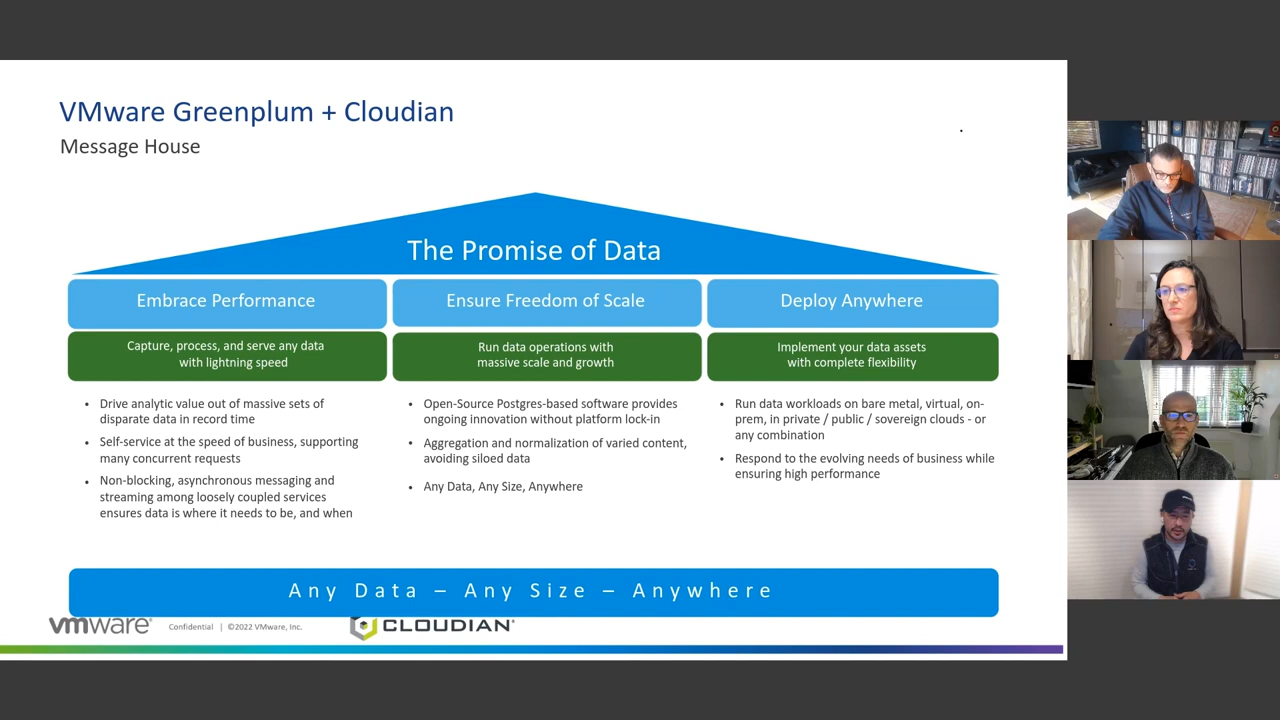 VMware Greenplum + Cloudian
Message House
The Promise of Data
Embrace Performance
Capture, process, and serve any data
with lightning speed
• Drive analytic value out of massive sets of
disparate data in record time
• Self-service at the speed of business, supporting
many concurrent requests
• Non-blocking, asynchronous messaging and
streaming among loosely coupled services
ensures data is where it needs to be, and when
Ensure Freedom of Scale
Run data operations with
massive scale and growth
• Open-Source Postgres-based software provides
ongoing innovation without platform lock-in
• Aggregation and normalization of varied content,
avoiding siloed data
• Any Data, Any Size, Anywhere
Deploy Anywhere
Implement your data assets
with complete flexibility
• Run data workloads on bare metal, virtual, on-
prem, in private / public / sovereign clouds - or
any combination
• Respond to the evolving needs of business while
ensuring high performance
Any Data – Any Size – Anywhere
vmware® Confidential | ©2022 VMware, Inc. CLOUDIAN®